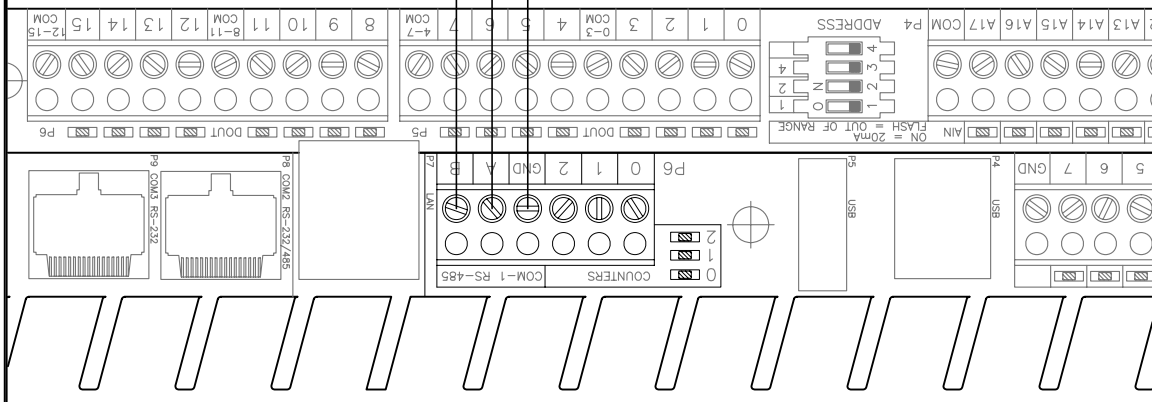 COM 12-15 15 14 13 12 COM 8-11 11 10 9 8
COM 4-7 7 6 5 4 COM 0-3 3 2 1 0
ADDRESS
4
4 3
2 N 2
1 O 1
P4 COM A17 A16 A15 A14 A13
P6 DOUT
P5 DOUT
ON = 20mA
FLASH = OUT OF RANGE
AIN
P9 COM3 RS-232
P8 COM2 RS-232/485
P7 LAN
B A GND 2 1 0 P6
COM-1 RS-485
COUNTERS
2
1
0
P5 USB
P4 USB
GND 7 6 5